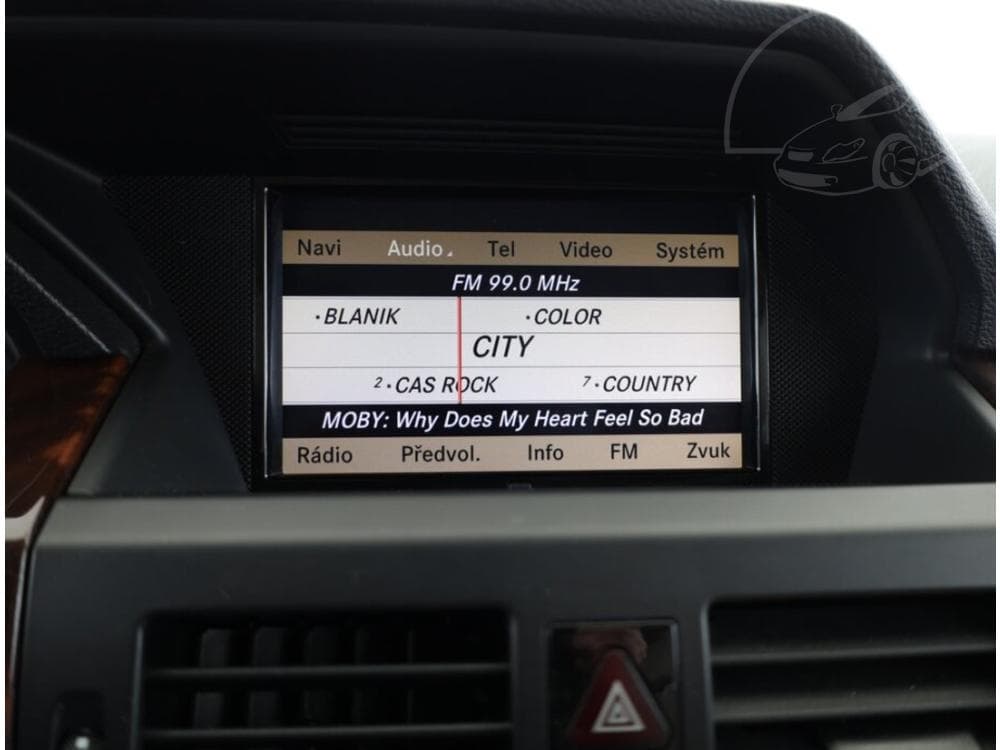 Navi Audio Tel Video Systém
FM 99.0 MHz
·BLANIK ·COLOR
CITY
2·CAS ROCK 7·COUNTRY
MOBY: Why Does My Heart Feel So Bad
Rádio Předvol. Info FM Zvuk